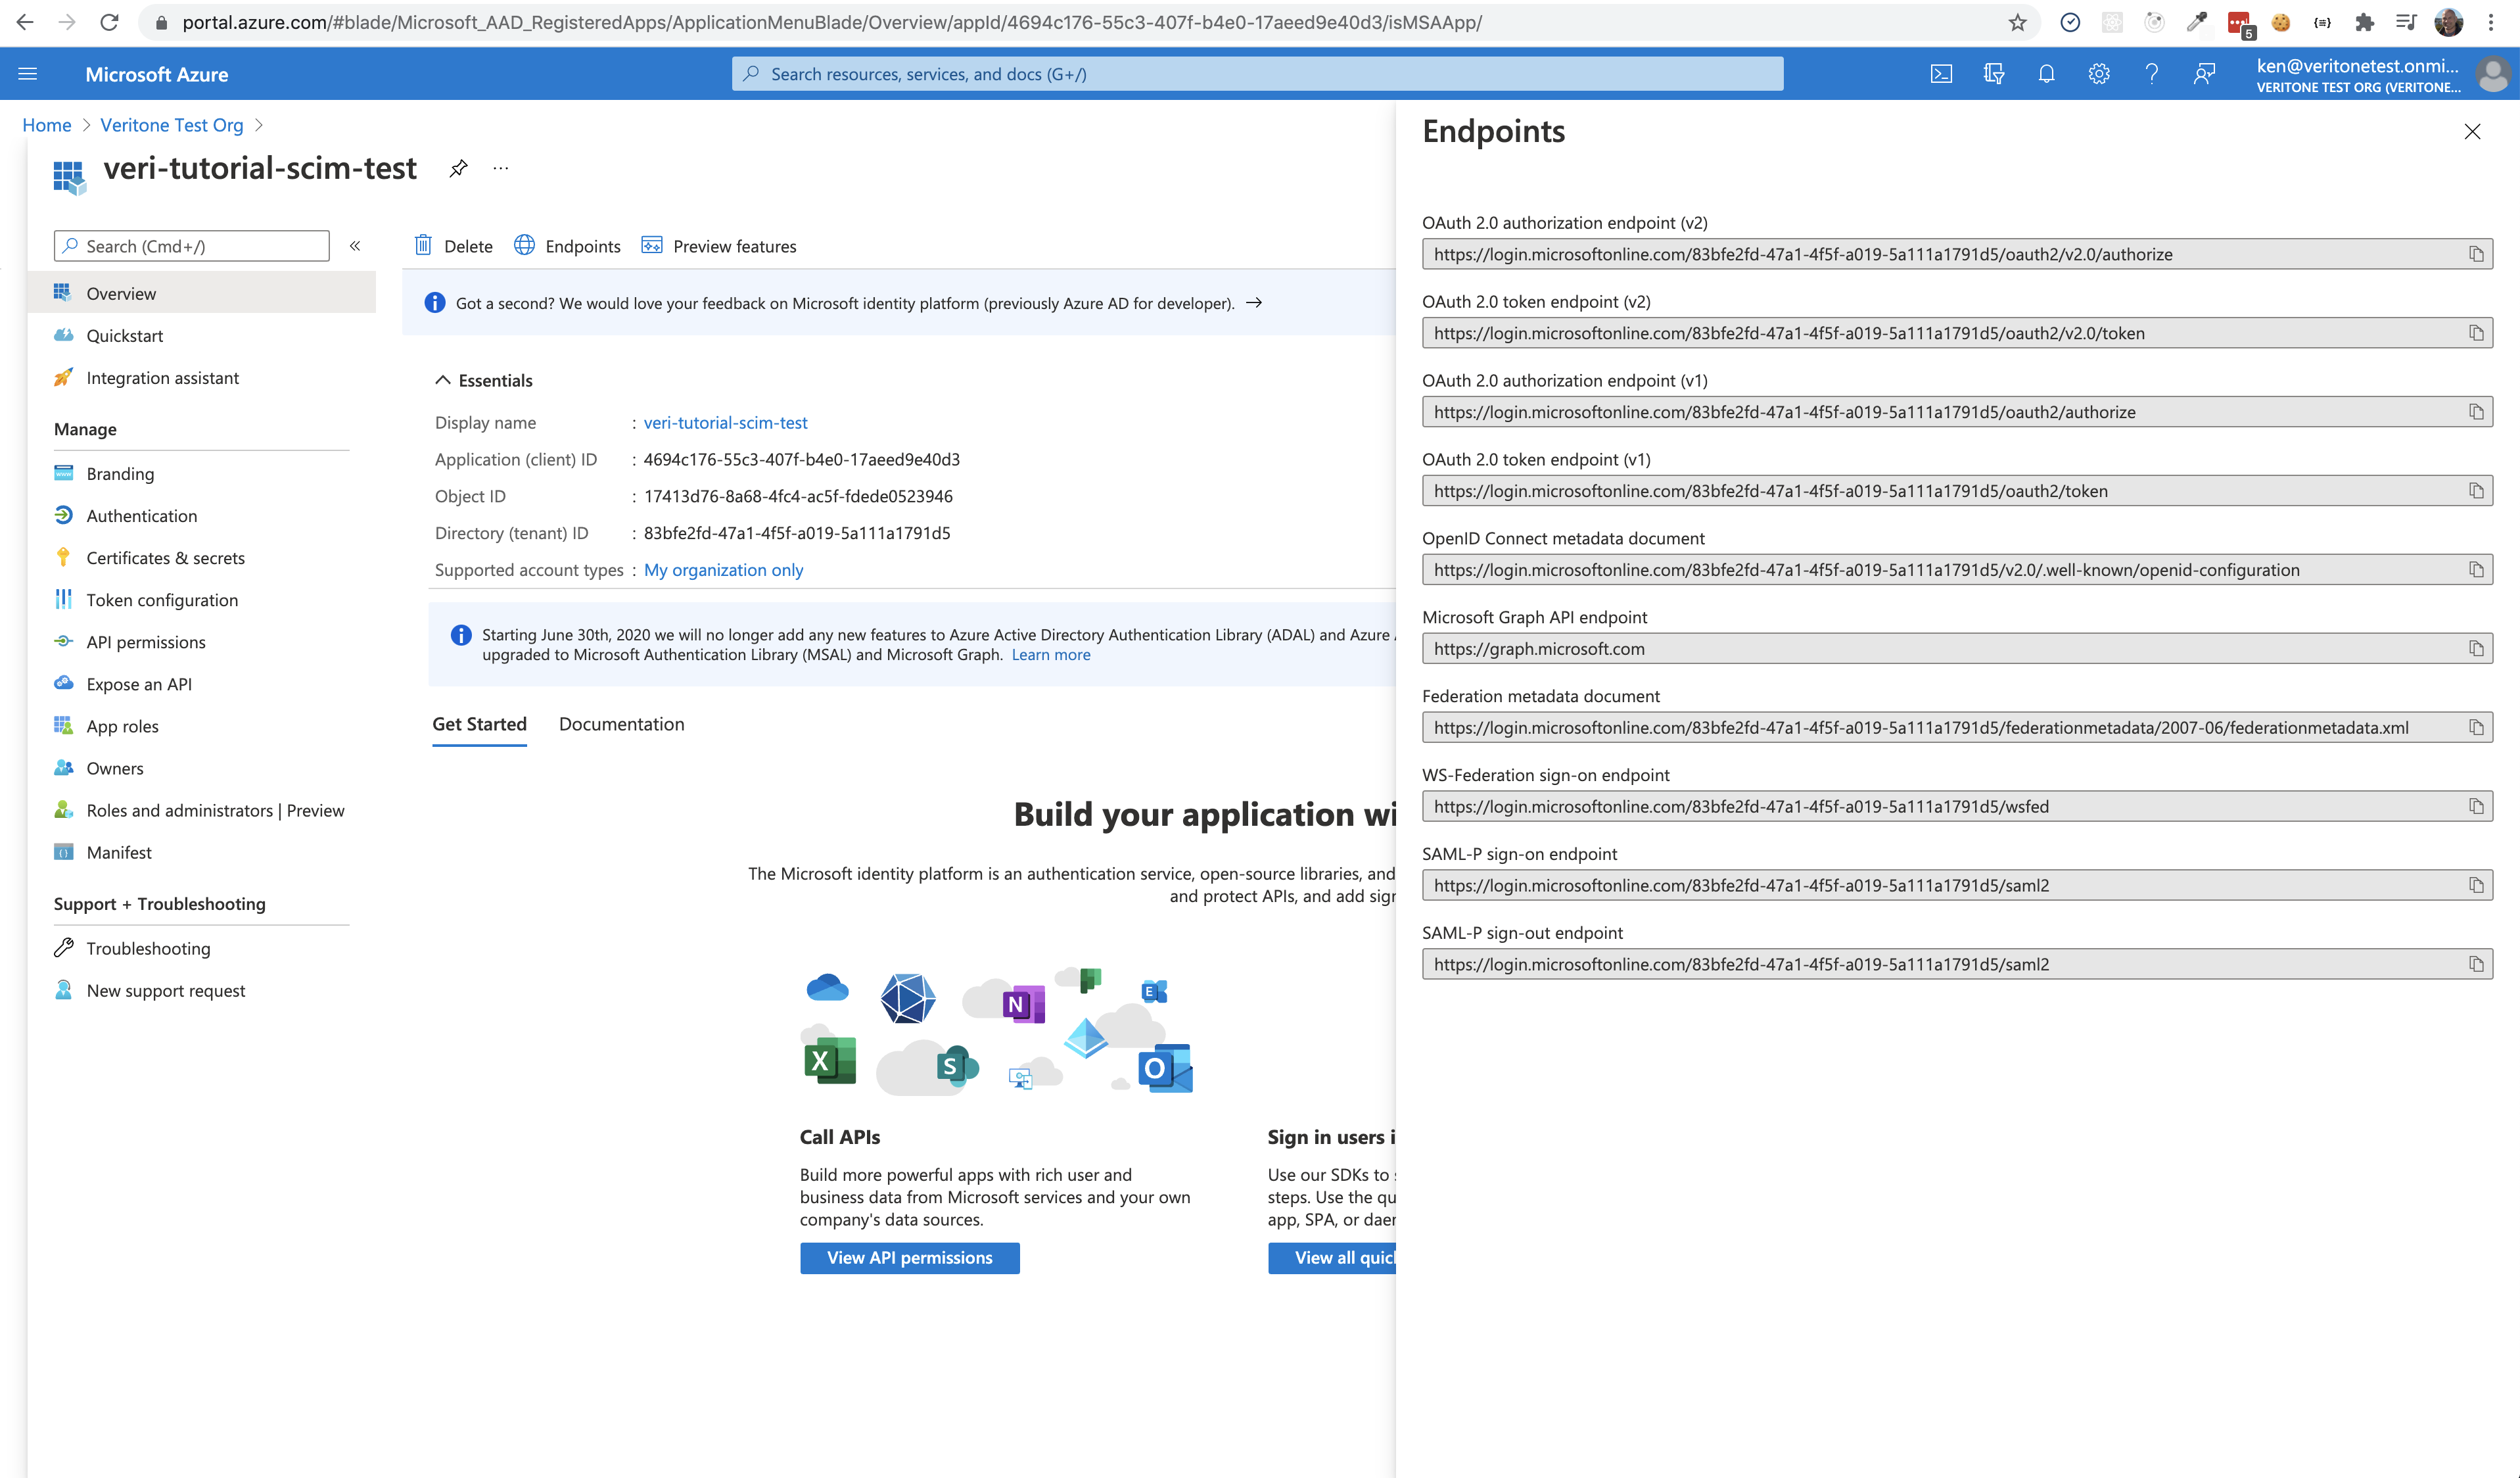 portal.azure.com/#blade/Microsoft_AAD_RegisteredApps/ApplicationMenuBlade/Overview/appId/4694c176-55c3-407f-b4e0-17aeed9e40d3/isMSAApp/
5
Microsoft Azure
Search resources, services, and docs (G+/)
ken@veritonetest.onmi...
VERITONE TEST ORG (VERITONE...
Home > Veritone Test Org >
veri-tutorial-scim-test
...
Search (Cmd+/)
«
Overview
Quickstart
Integration assistant
Manage
Branding
Authentication
Certificates & secrets
Token configuration
API permissions
Expose an API
App roles
Owners
Roles and administrators | Preview
Manifest
Support + Troubleshooting
Troubleshooting
New support request
Delete
Endpoints
Preview features
Got a second? We would love your feedback on Microsoft identity platform (previously Azure AD for developer). →
Essentials
Display name : veri-tutorial-scim-test
Application (client) ID : 4694c176-55c3-407f-b4e0-17aeed9e40d3
Object ID : 17413d76-8a68-4fc4-ac5f-fdede0523946
Directory (tenant) ID : 83bfe2fd-47a1-4f5f-a019-5a111a1791d5
Supported account types : My organization only
Starting June 30th, 2020 we will no longer add any new features to Azure Active Directory Authentication Library (ADAL) and Azure
upgraded to Microsoft Authentication Library (MSAL) and Microsoft Graph. Learn more
Get Started
Documentation
Build your application wi
The Microsoft identity platform is an authentication service, open-source libraries, and
and protect APIs, and add sign
N
E
X
S
O
Call APIs
Build more powerful apps with rich user and
business data from Microsoft services and your own
company's data sources.
View API permissions
Sign in users i
Use our SDKs to s
steps. Use the qu
app, SPA, or daer
View all quick
Endpoints
OAuth 2.0 authorization endpoint (v2)
https://login.microsoftonline.com/83bfe2fd-47a1-4f5f-a019-5a111a1791d5/oauth2/v2.0/authorize
OAuth 2.0 token endpoint (v2)
https://login.microsoftonline.com/83bfe2fd-47a1-4f5f-a019-5a111a1791d5/oauth2/v2.0/token
OAuth 2.0 authorization endpoint (v1)
https://login.microsoftonline.com/83bfe2fd-47a1-4f5f-a019-5a111a1791d5/oauth2/authorize
OAuth 2.0 token endpoint (v1)
https://login.microsoftonline.com/83bfe2fd-47a1-4f5f-a019-5a111a1791d5/oauth2/token
OpenID Connect metadata document
https://login.microsoftonline.com/83bfe2fd-47a1-4f5f-a019-5a111a1791d5/v2.0/.well-known/openid-configuration
Microsoft Graph API endpoint
https://graph.microsoft.com
Federation metadata document
https://login.microsoftonline.com/83bfe2fd-47a1-4f5f-a019-5a111a1791d5/federationmetadata/2007-06/federationmetadata.xml
WS-Federation sign-on endpoint
https://login.microsoftonline.com/83bfe2fd-47a1-4f5f-a019-5a111a1791d5/wsfed
SAML-P sign-on endpoint
https://login.microsoftonline.com/83bfe2fd-47a1-4f5f-a019-5a111a1791d5/saml2
SAML-P sign-out endpoint
https://login.microsoftonline.com/83bfe2fd-47a1-4f5f-a019-5a111a1791d5/saml2